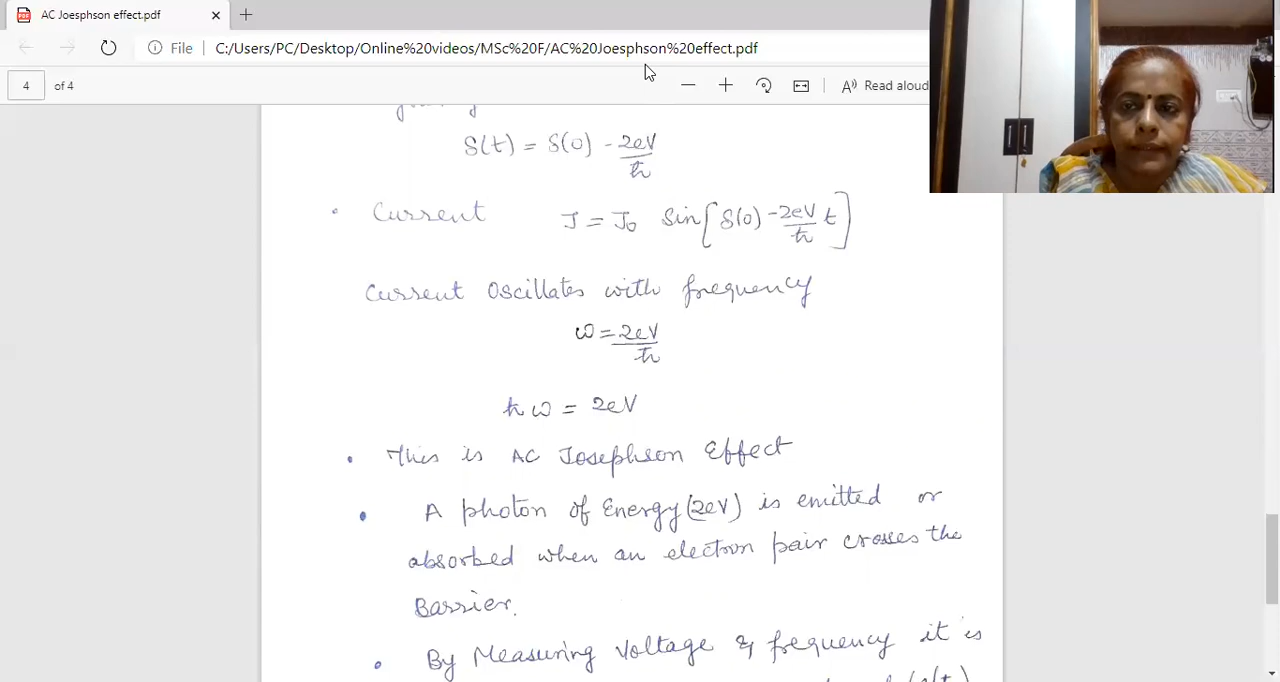 AC Joesphson effect.pdf
File C:/Users/PC/Desktop/Online%20videos/MSc%20F/AC%20Joesphson%20effect.pdf
4 of 4 Read aloud
δ(t) = δ(0) - 2eV/ħ
• Current J = J₀ Sin[δ(0) - 2eV/ħ t]
Current Oscillates with frequency
ω = 2eV/ħ
ħω = 2eV
• This is AC Josephson Effect
• A photon of Energy (2eV) is emitted or
absorbed when an electron pair crosses the
Barrier.
• By Measuring Voltage & frequency it is